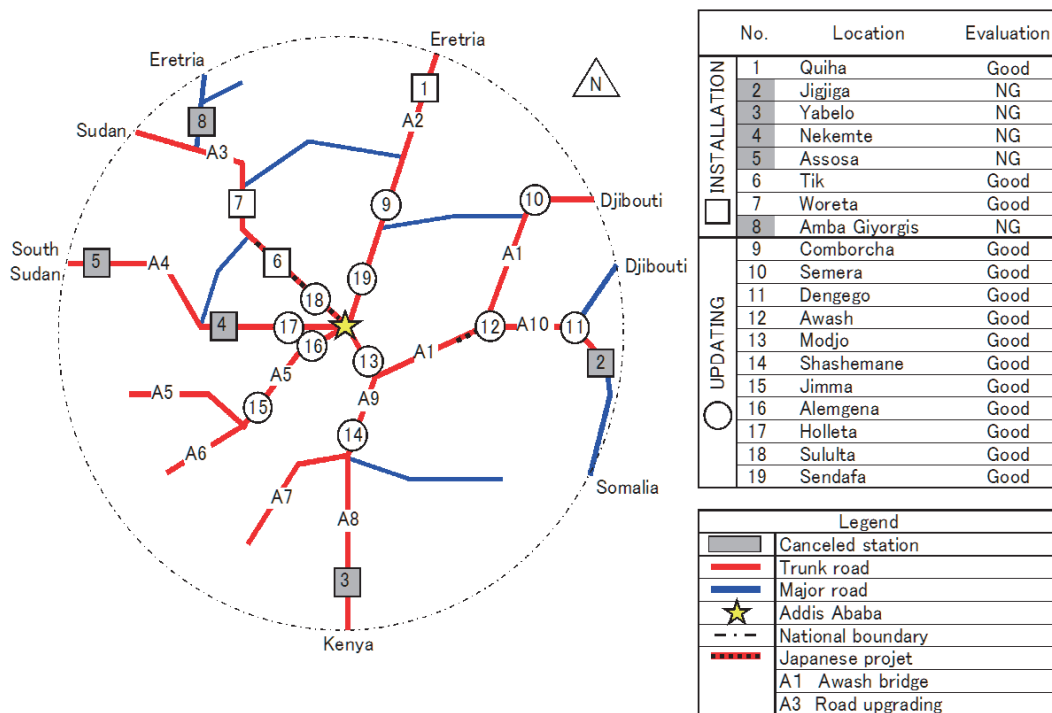 Eretria
Eretria
1
8
Sudan
A2
A3
N
7
9
10
Djibouti
South
Sudan
5
A4
6
A1
Djibouti
19
18
4
17
16
12
A10
11
13
A1
2
A5
A5
A9
15
14
A6
A7
Somalia
A8
3
Kenya
No. Location Evaluation
INSTALLATION
1 Quiha Good
2 Jigjiga NG
3 Yabelo NG
4 Nekemte NG
5 Assosa NG
6 Tik Good
7 Woreta Good
8 Amba Giyorgis NG
UPDATING
9 Comborcha Good
10 Semera Good
11 Dengego Good
12 Awash Good
13 Modjo Good
14 Shashemane Good
15 Jimma Good
16 Alemgena Good
17 Holleta Good
18 Sululta Good
19 Sendafa Good
Legend
Canceled station
Trunk road
Major road
Addis Ababa
National boundary
Japanese projet
A1 Awash bridge
A3 Road upgrading